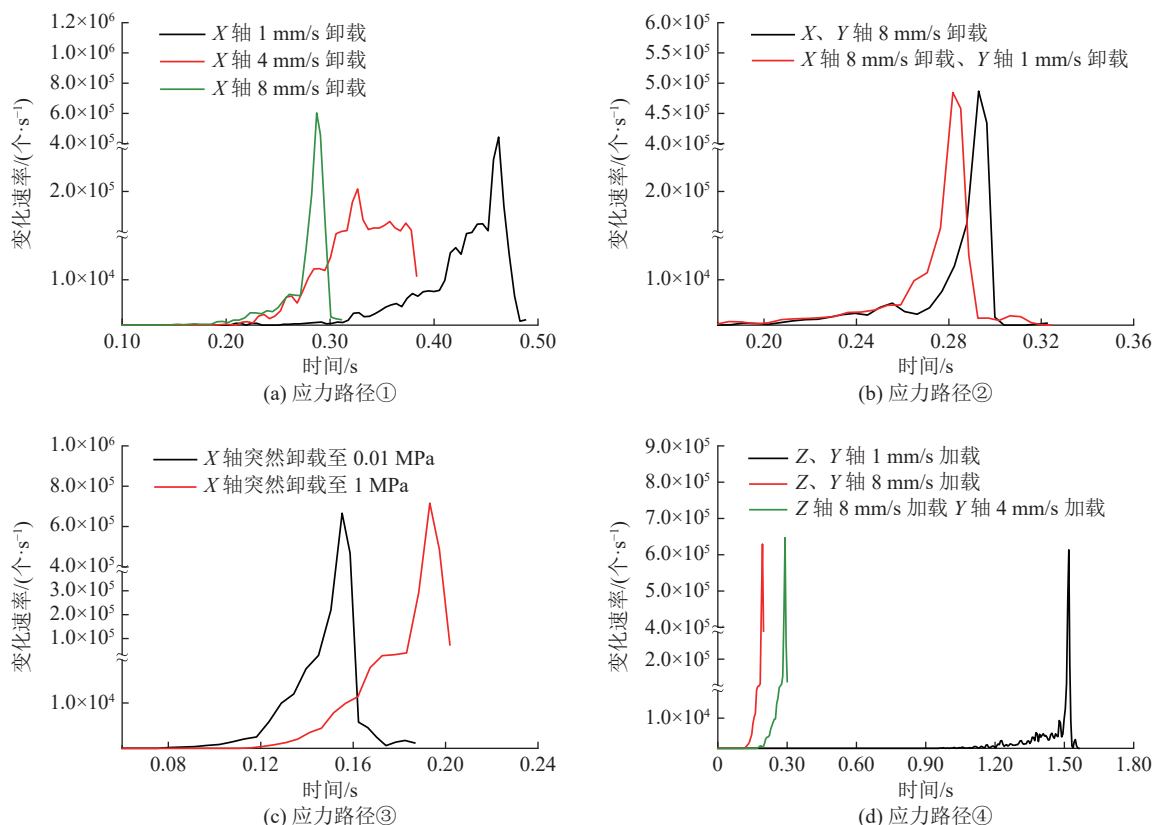 1.2×10⁶
1.0×10⁶
8.0×10⁵
6.0×10⁵
4.0×10⁵
2.0×10⁵
1.0×10⁴
变化速率/(个·s⁻¹)
X 轴 1 mm/s 卸载
X 轴 4 mm/s 卸载
X 轴 8 mm/s 卸载
0.10 0.20 0.30 0.40 0.50
时间/s
(a) 应力路径①
6.0×10⁵
5.5×10⁵
5.0×10⁵
4.5×10⁵
4.0×10⁵
2.0×10⁵
1.0×10⁴
变化速率/(个·s⁻¹)
X、Y 轴 8 mm/s 卸载
X 轴 8 mm/s 卸载、Y 轴 1 mm/s 卸载
0.20 0.24 0.28 0.32 0.36
时间/s
(b) 应力路径②
1.0×10⁶
8.0×10⁵
6.0×10⁵
4.0×10⁵
3.0×10⁵
2.0×10⁵
1.0×10⁵
1.0×10⁴
变化速率/(个·s⁻¹)
X 轴突然卸载至 0.01 MPa
X 轴突然卸载至 1 MPa
0.08 0.12 0.16 0.20 0.24
时间/s
(c) 应力路径③
9.0×10⁵
8.0×10⁵
7.0×10⁵
6.0×10⁵
5.0×10⁵
4.0×10⁵
2.0×10⁵
1.0×10⁴
变化速率/(个·s⁻¹)
Z、Y 轴 1 mm/s 加载
Z、Y 轴 8 mm/s 加载
Z 轴 8 mm/s 加载 Y 轴 4 mm/s 加载
0 0.30 0.60 0.90 1.20 1.50 1.80
时间/s
(d) 应力路径④